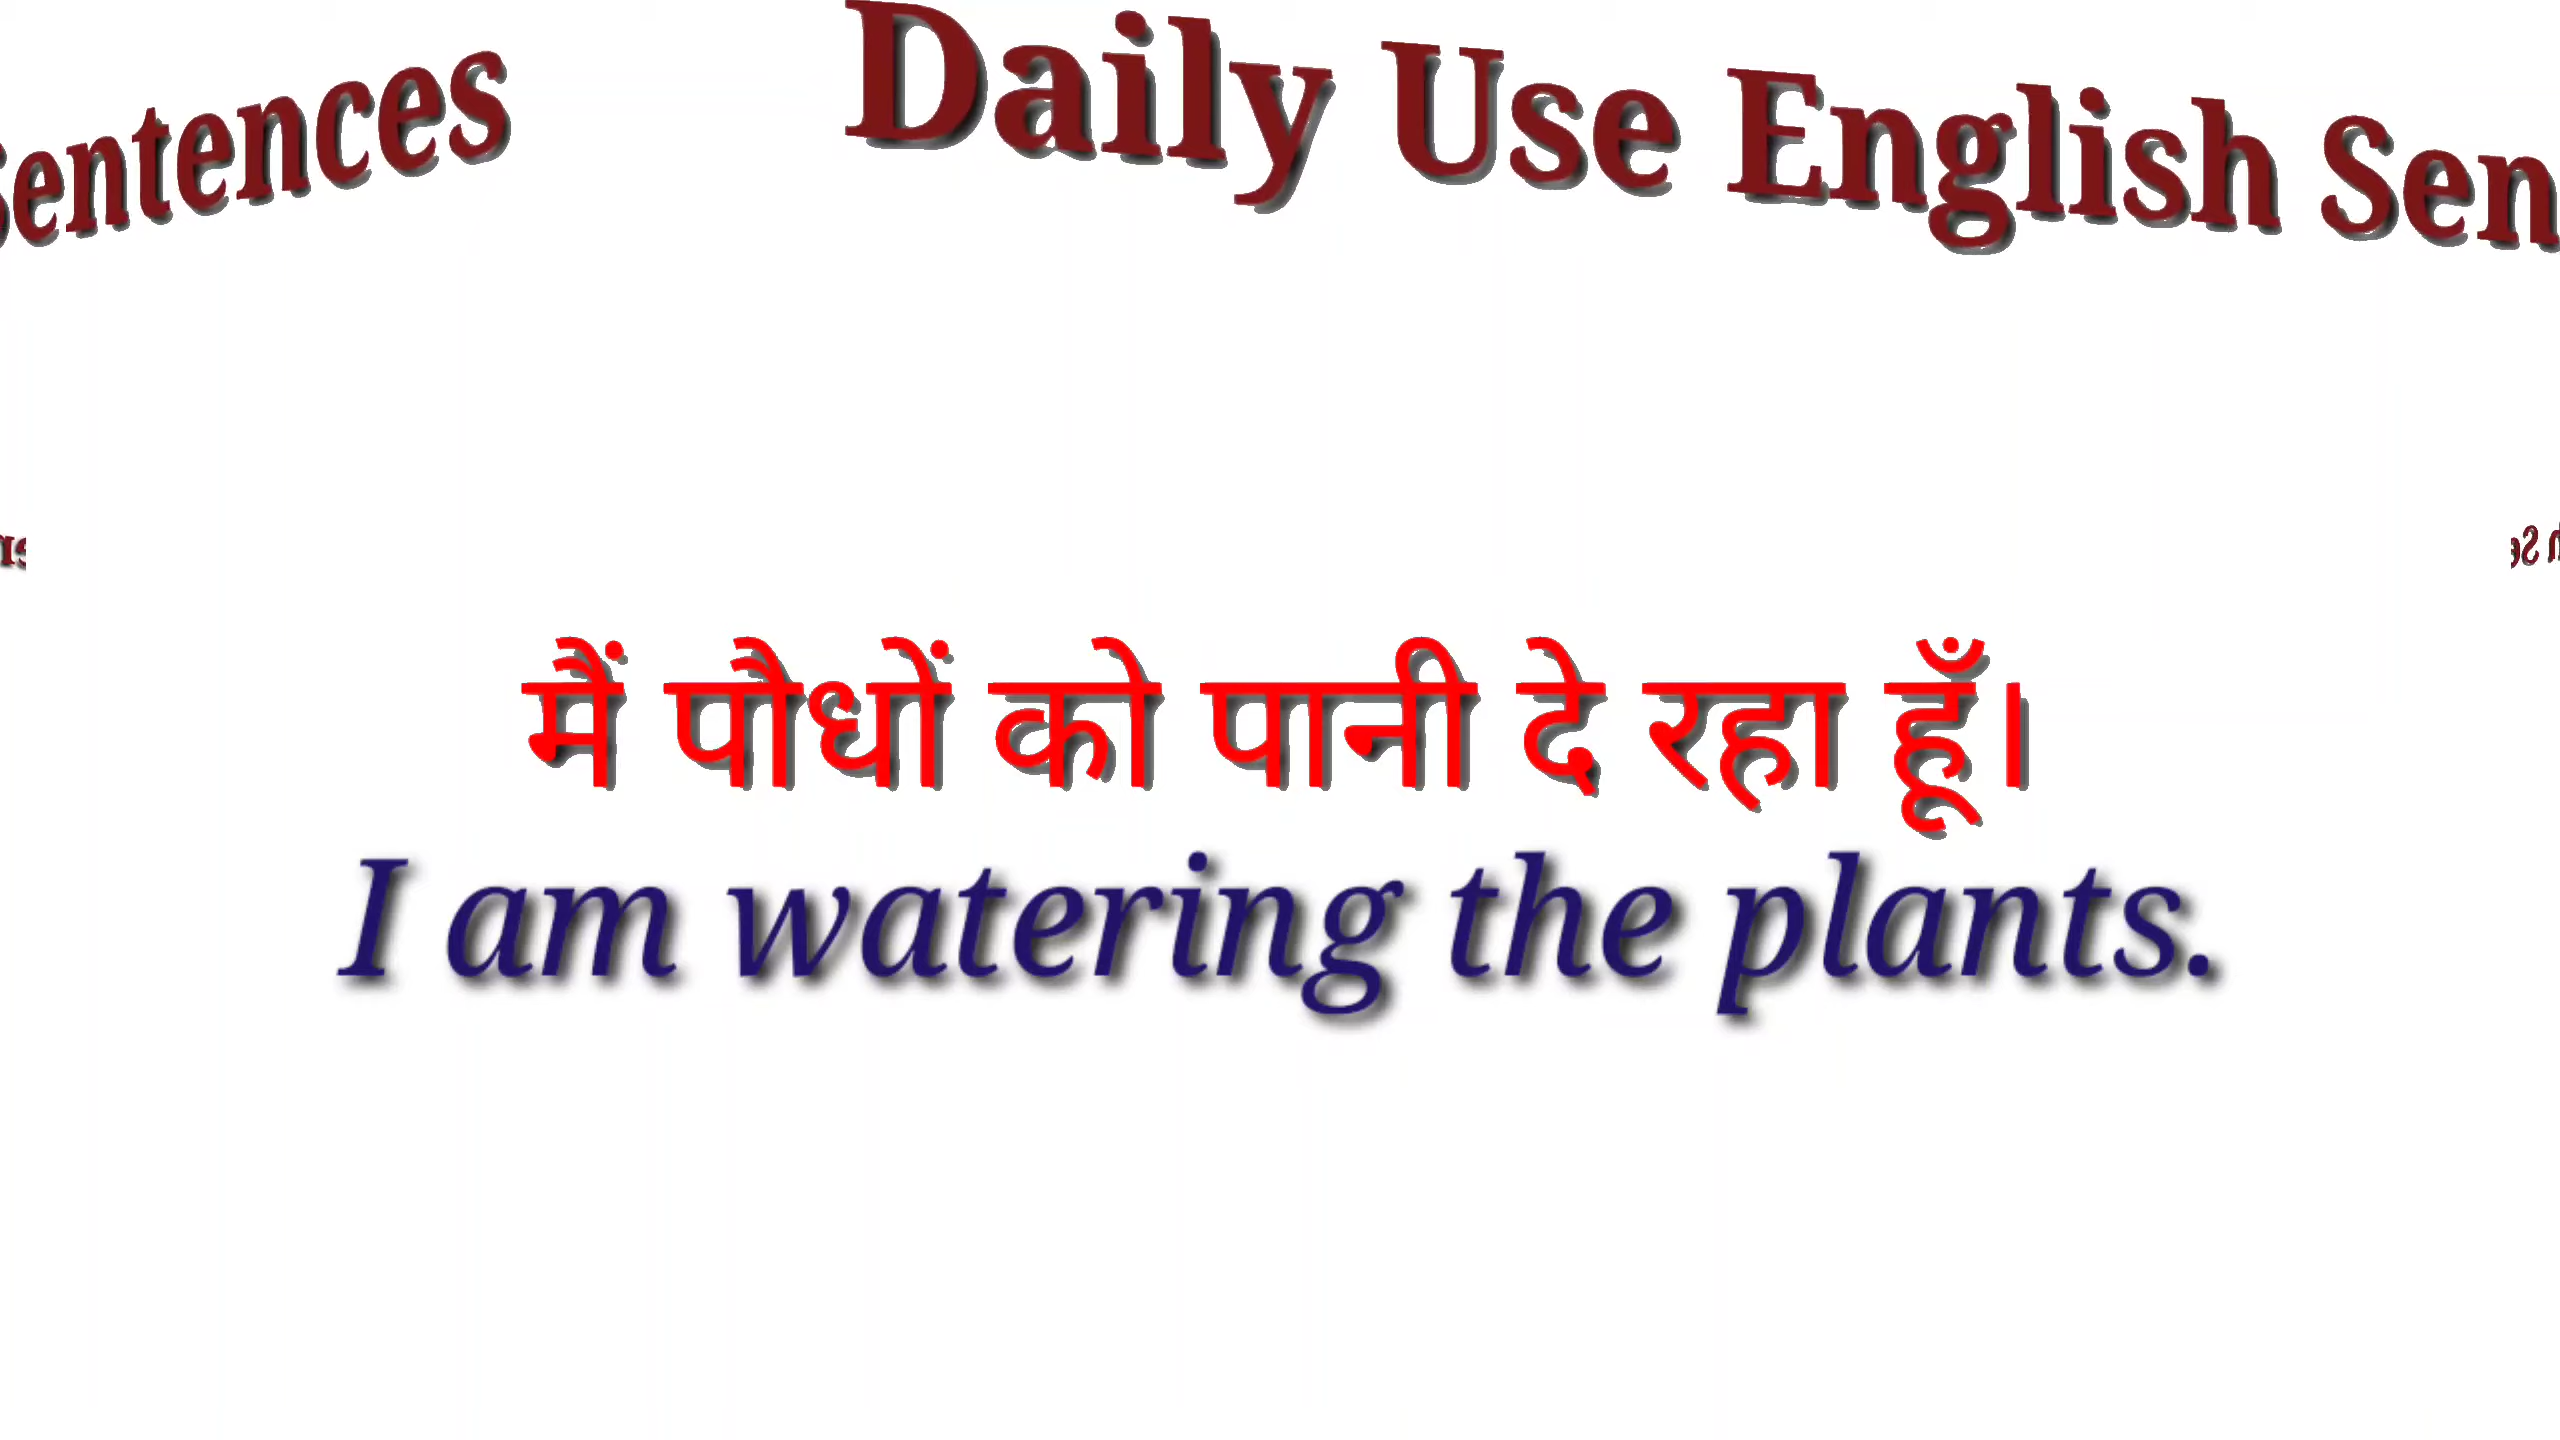 Sentences
Daily Use English Sen
मैं पौधों को पानी दे रहा हूँ।
I am watering the plants.